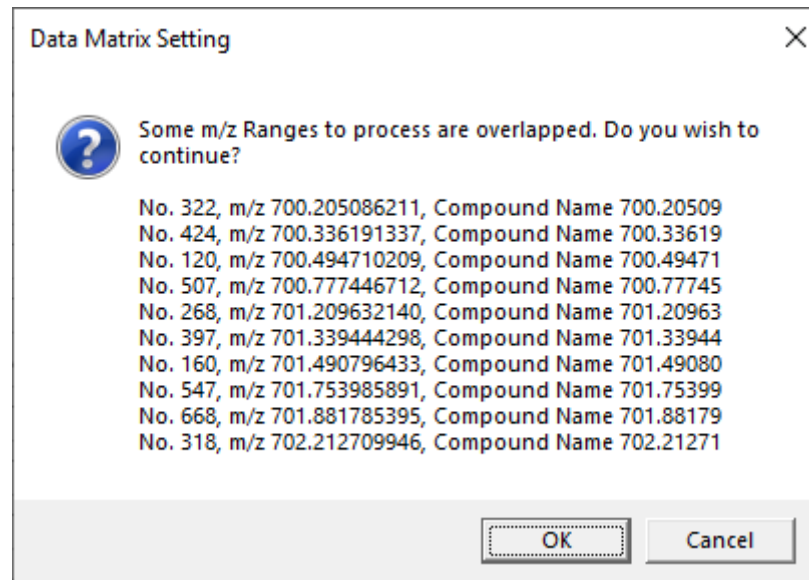 Data Matrix Setting
Some m/z Ranges to process are overlapped. Do you wish to
continue?
No. 322, m/z 700.205086211, Compound Name 700.20509
No. 424, m/z 700.336191337, Compound Name 700.33619
No. 120, m/z 700.494710209, Compound Name 700.49471
No. 507, m/z 700.777446712, Compound Name 700.77745
No. 268, m/z 701.209632140, Compound Name 701.20963
No. 397, m/z 701.339444298, Compound Name 701.33944
No. 160, m/z 701.490796433, Compound Name 701.49080
No. 547, m/z 701.753985891, Compound Name 701.75399
No. 668, m/z 701.881785395, Compound Name 701.88179
No. 318, m/z 702.212709946, Compound Name 702.21271
OK Cancel